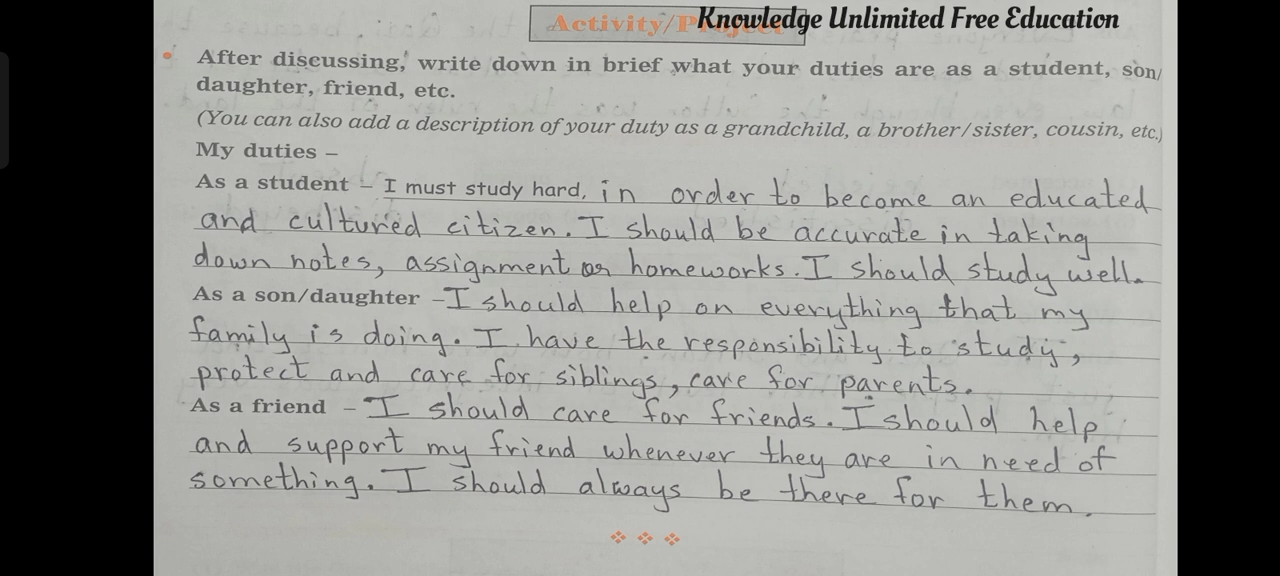 Activity/Project
Knowledge Unlimited Free Education
After discussing, write down in brief what your duties are as a student, son/
daughter, friend, etc.
(You can also add a description of your duty as a grandchild, a brother/sister, cousin, etc.)
My duties –
As a student – I must study hard, in order to become an educated
and cultured citizen. I should be accurate in taking
down notes, assignment or homeworks. I should study well.
As a son/daughter – I should help on everything that my
family is doing. I have the responsibility to study,
protect and care for siblings, care for parents.
As a friend – I should care for friends. I should help
and support my friend whenever they are in need of
something. I should always be there for them.